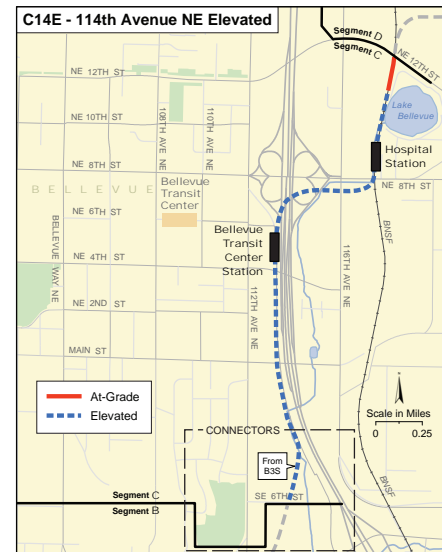 C14E - 114th Avenue NE Elevated
Segment D
Segment C
NE 12TH ST
NE 12TH ST
Lake
Bellevue
NE 10TH ST
108TH AVE NE
110TH AVE NE
Hospital
Station
NE 8TH ST
NE 8TH ST
BELLEVUE
Bellevue
Transit
Center
NE 6TH ST
BELLEVUE WAY NE
Bellevue
Transit
Center
Station
BNSF
NE 4TH ST
112TH AVE NE
116TH AVE NE
NE 2ND ST
MAIN ST
At-Grade
Elevated
Scale in Miles
0 0.25
CONNECTORS
From
B3S
BNSF
Segment C
Segment B
SE 6TH ST